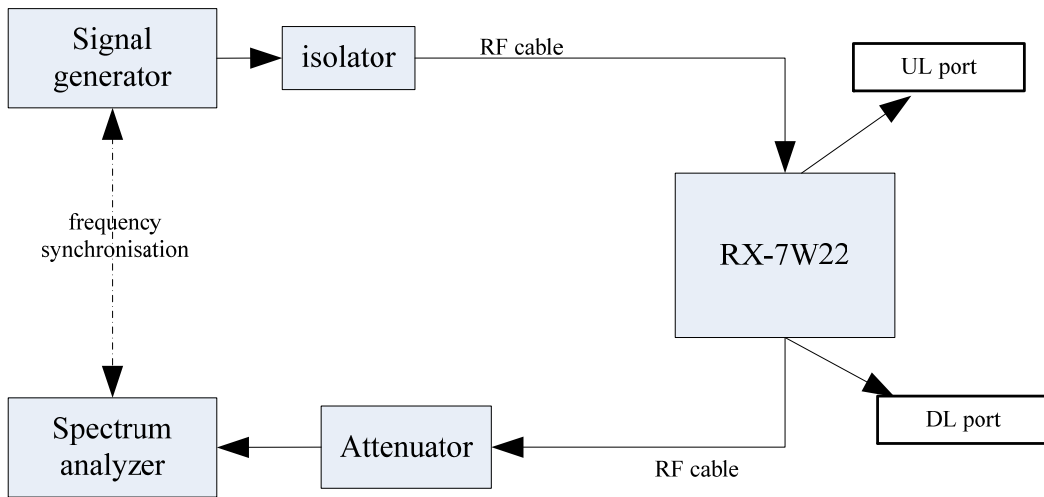 Signal
generator
isolator
RF cable
UL port
frequency
synchronisation
RX-7W22
Spectrum
analyzer
Attenuator
RF cable
DL port